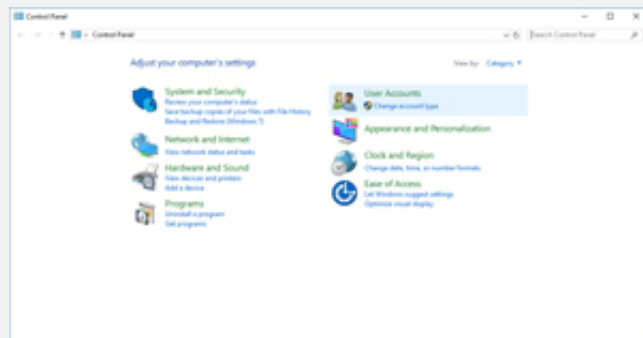 Control Panel
Control Panel
Search Control Panel
Adjust your computer's settings
View by: Category
System and Security
Review your computer's status
Save backup copies of your files with File History
Backup and Restore (Windows 7)
Network and Internet
View network status and tasks
Hardware and Sound
View devices and printers
Add a device
Programs
Uninstall a program
Get programs
User Accounts
Change account type
Appearance and Personalization
Clock and Region
Change date, time, or number formats
Ease of Access
Let Windows suggest settings
Optimize visual display